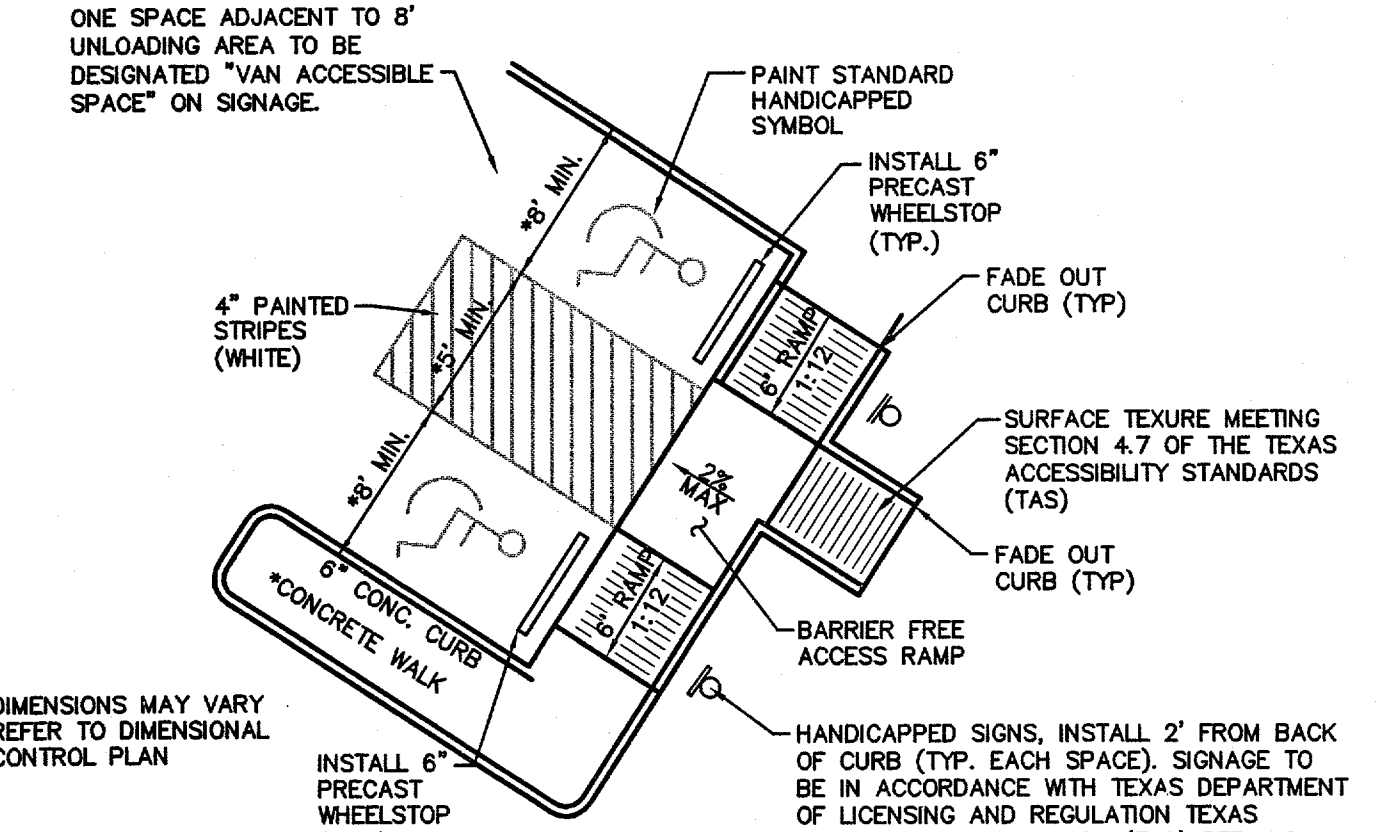 ONE SPACE ADJACENT TO 8'
UNLOADING AREA TO BE
DESIGNATED "VAN ACCESSIBLE
SPACE" ON SIGNAGE.
PAINT STANDARD
HANDICAPPED
SYMBOL
INSTALL 6"
PRECAST
WHEELSTOP
(TYP.)
FADE OUT
CURB (TYP)
4" PAINTED
STRIPES
(WHITE)
*8' MIN.
*5' MIN.
*8' MIN.
6' RAMP
1:12
2%
MAX
6' RAMP
1:12
SURFACE TEXURE MEETING
SECTION 4.7 OF THE TEXAS
ACCESSIBILITY STANDARDS
(TAS)
FADE OUT
CURB (TYP)
6" CONC. CURB
*CONCRETE WALK
BARRIER FREE
ACCESS RAMP
DIMENSIONS MAY VARY
REFER TO DIMENSIONAL
CONTROL PLAN
INSTALL 6"
PRECAST
WHEELSTOP
HANDICAPPED SIGNS, INSTALL 2' FROM BACK
OF CURB (TYP. EACH SPACE). SIGNAGE TO
BE IN ACCORDANCE WITH TEXAS DEPARTMENT
OF LICENSING AND REGULATION TEXAS